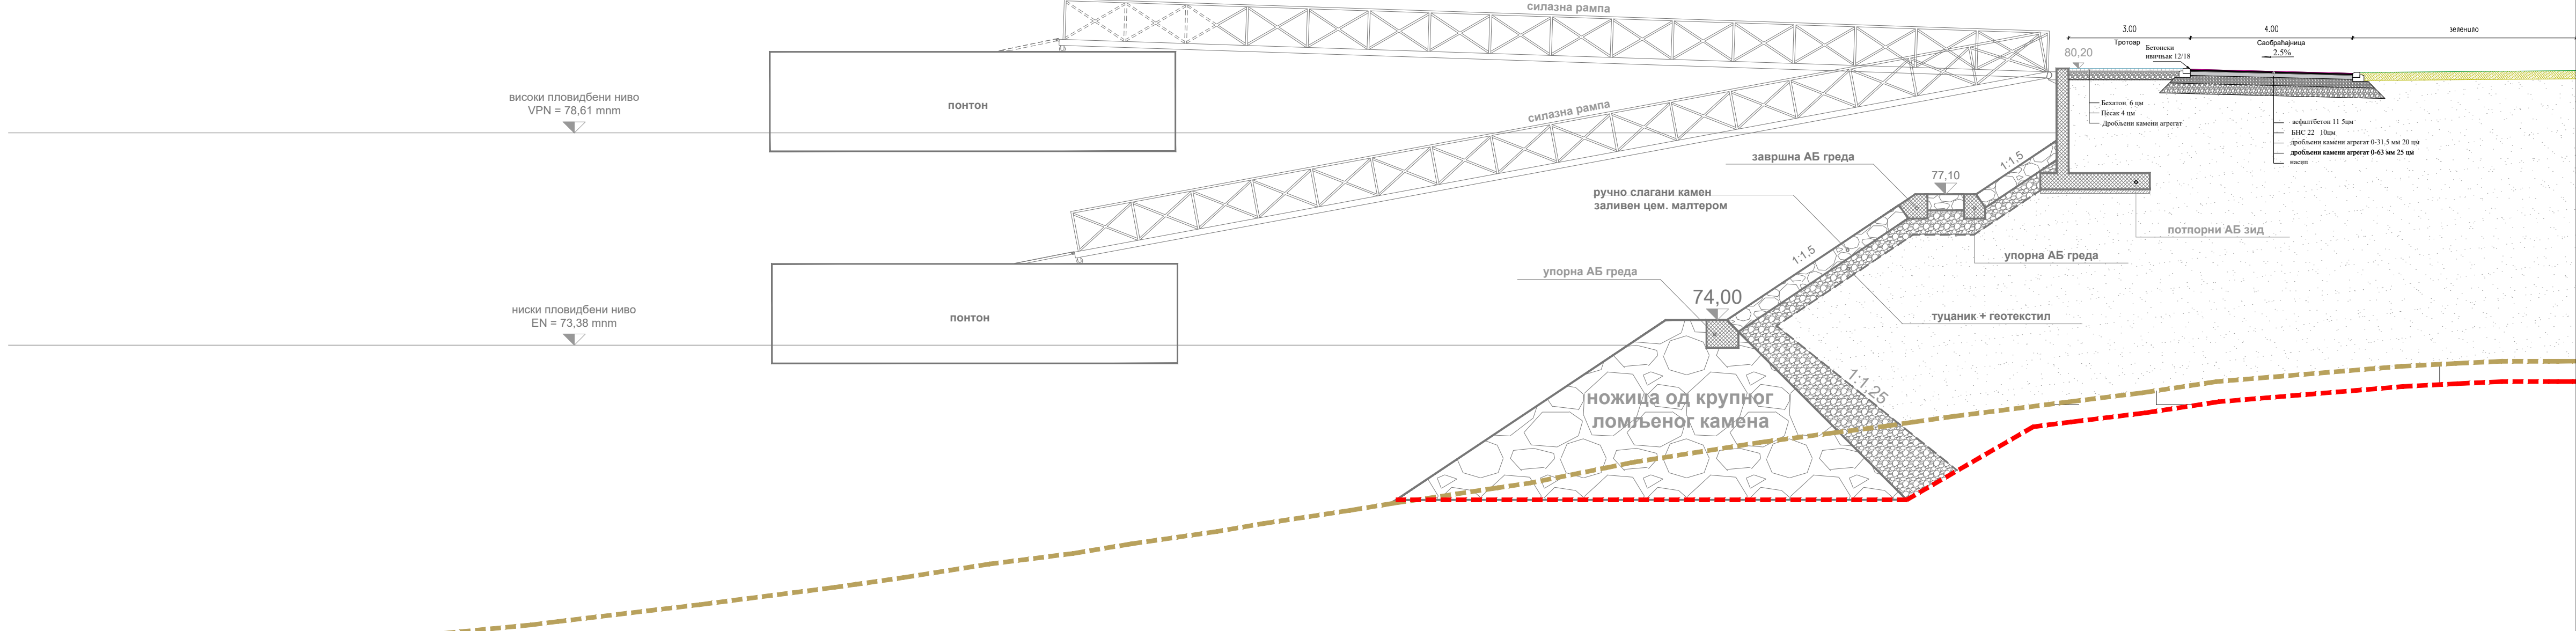 силазна рампа
3.00
4.00
зеленило
Тротоар
Саобраћајница
2.5%
Бетонски
ивичњак 12/18
80,20
високи пловидбени ниво
VPN = 78,61 mnm
понтон
силазна рампа
Бехатон 6 цм
Песак 4 цм
Дробљени камени агрегат
асфалтбетон 11 5цм
БНС 22 10цм
дробљени камени агрегат 0-31.5 мм 20 цм
дробљени камени агрегат 0-63 мм 25 цм
насип
завршна АБ греда
1:1,5
77,10
ручно слагани камен
заливен цем. малтером
потпорни АБ зид
1:1,5
упорна АБ греда
упорна АБ греда
74,00
ниски пловидбени ниво
EN = 73,38 mnm
понтон
туцаник + геотекстил
1:1,25
ножица од крупног
ломљеног камена